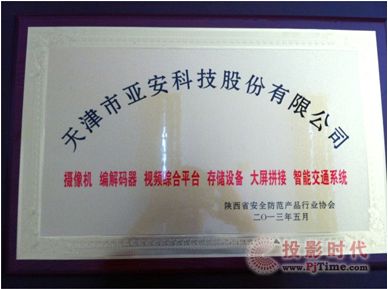 天津市亚安科技股份有限公司
摄像机 编解码器 视频综合平台 存储设备 大屏拼接 智能交通系统
陕西省安全防范产品行业协会
二〇一三年五月
投影时代
www.PjTime.com